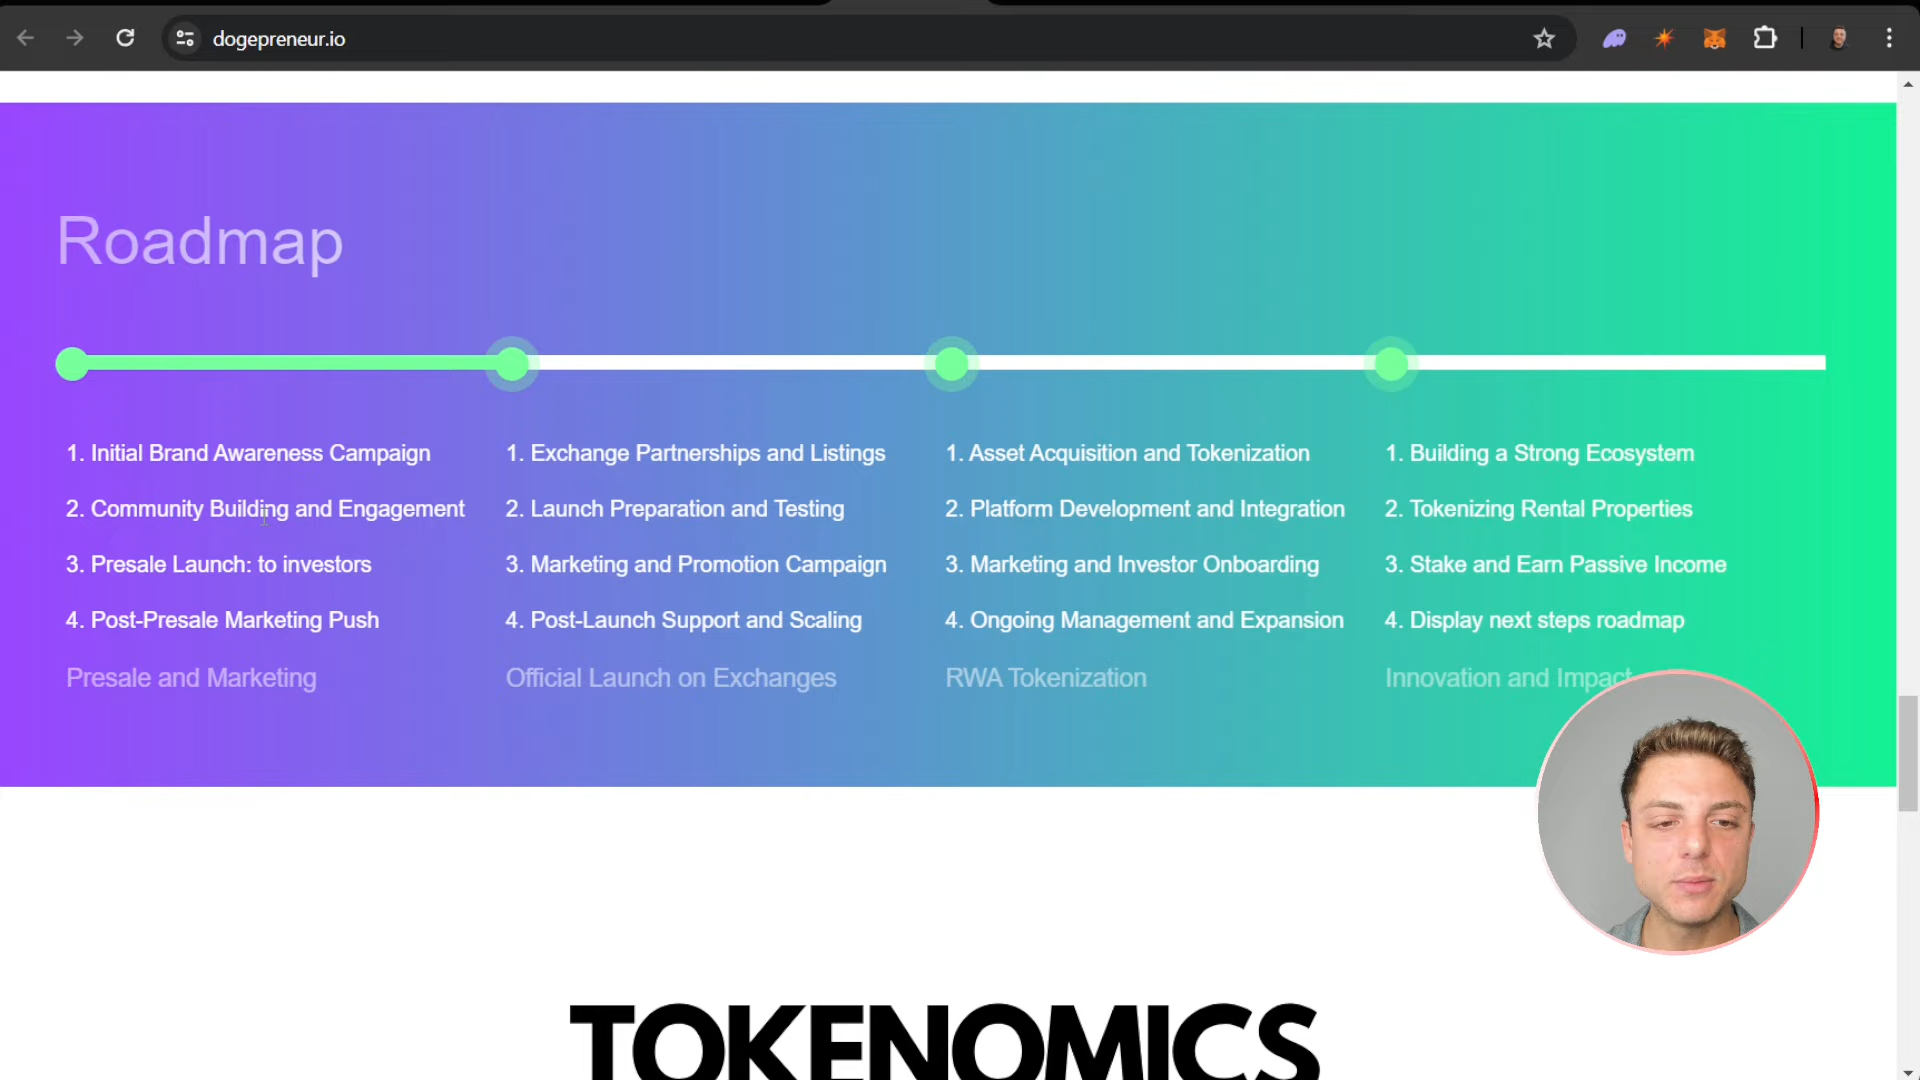 dogepreneur.io
Roadmap
1. Initial Brand Awareness Campaign
2. Community Building and Engagement
3. Presale Launch: to investors
4. Post-Presale Marketing Push
Presale and Marketing
1. Exchange Partnerships and Listings
2. Launch Preparation and Testing
3. Marketing and Promotion Campaign
4. Post-Launch Support and Scaling
Official Launch on Exchanges
1. Asset Acquisition and Tokenization
2. Platform Development and Integration
3. Marketing and Investor Onboarding
4. Ongoing Management and Expansion
RWA Tokenization
1. Building a Strong Ecosystem
2. Tokenizing Rental Properties
3. Stake and Earn Passive Income
4. Display next steps roadmap
Innovation and Impact
TOKENOMICS